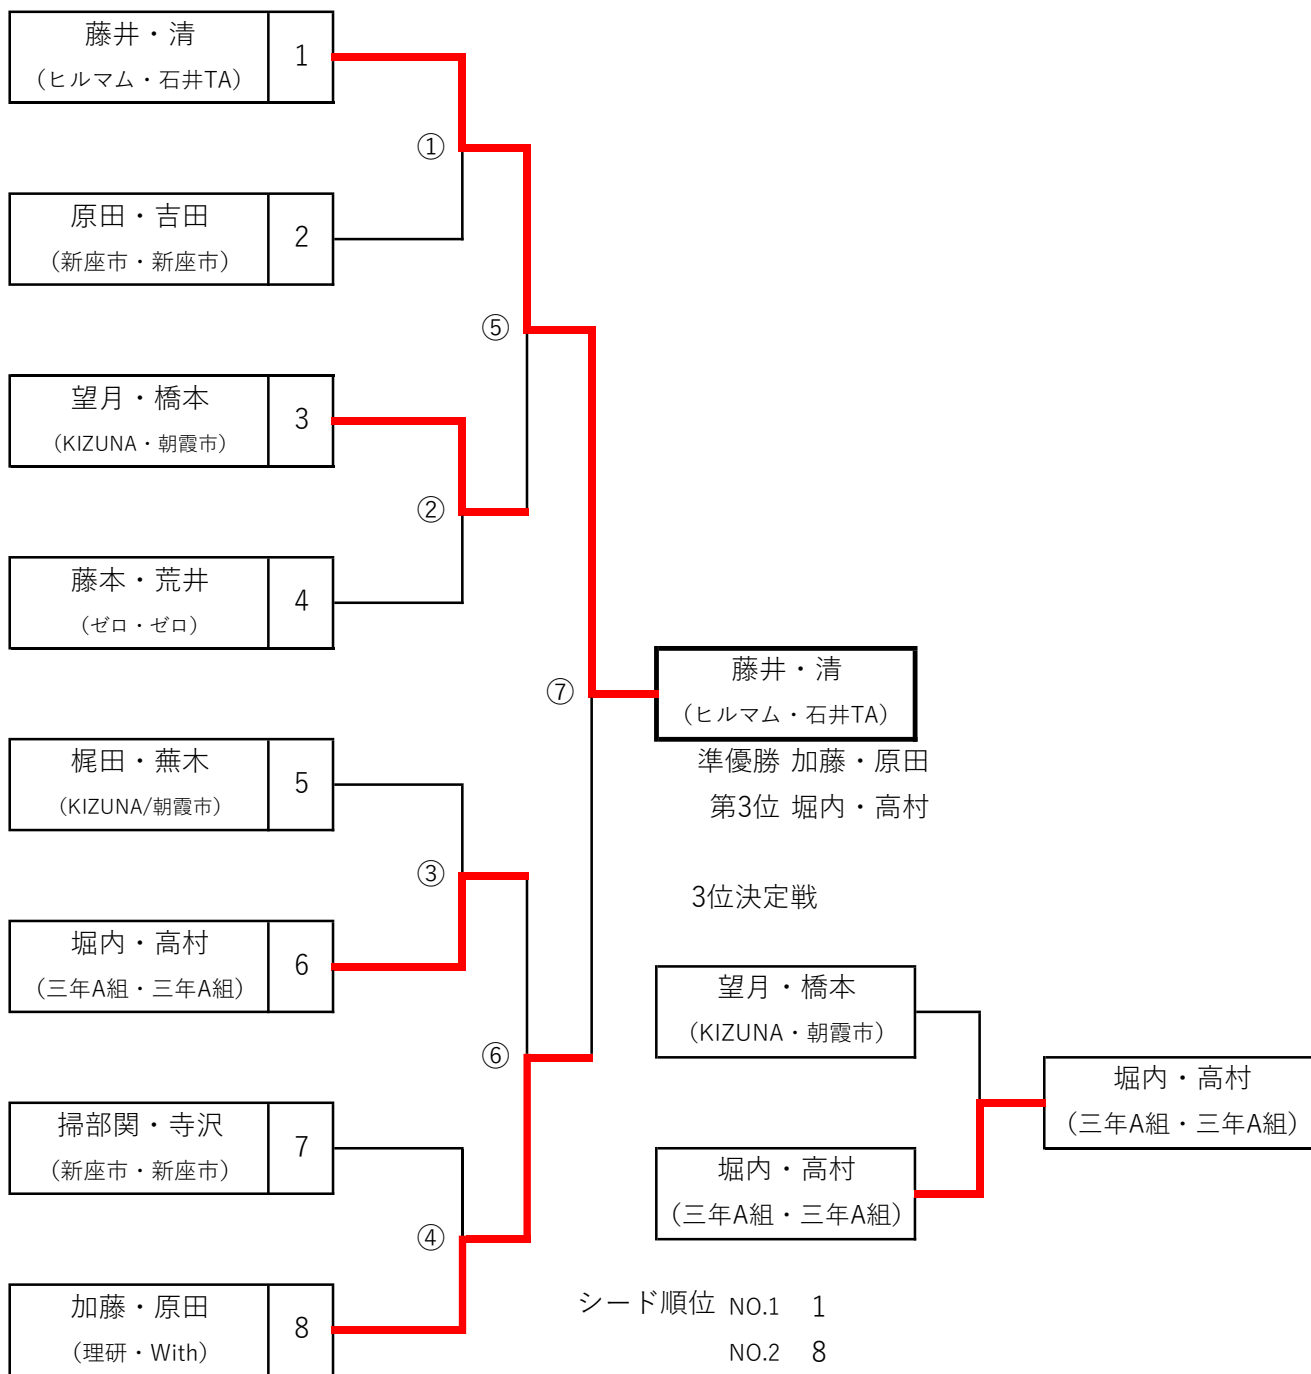 藤井・清
(ヒルマム・石井TA)
1
①
原田・吉田
(新座市・新座市)
2
⑤
望月・橋本
(KIZUNA・朝霞市)
3
②
藤本・荒井
(ゼロ・ゼロ)
4
⑦
藤井・清
(ヒルマム・石井TA)
準優勝 加藤・原田
第3位 堀内・高村
梶田・蕪木
(KIZUNA/朝霞市)
5
③
堀内・高村
(三年A組・三年A組)
6
⑥
掃部関・寺沢
(新座市・新座市)
7
④
加藤・原田
(理研・With)
8
3位決定戦
望月・橋本
(KIZUNA・朝霞市)
堀内・高村
(三年A組・三年A組)
堀内・高村
(三年A組・三年A組)
シード順位 NO.1 1
NO.2 8